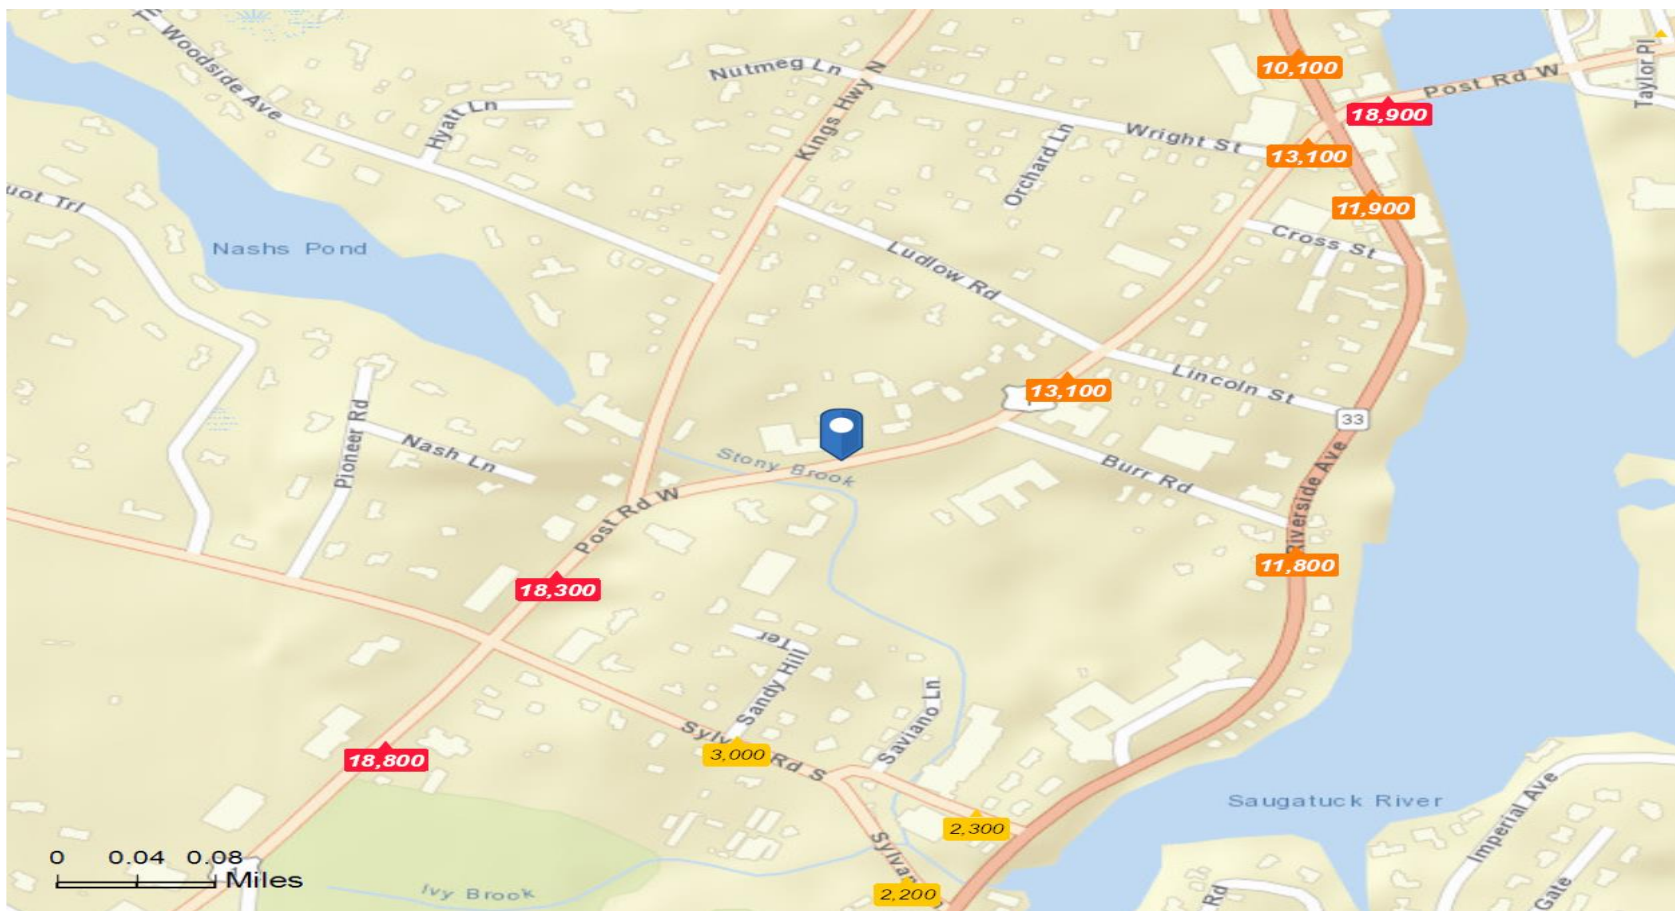 E Woodside Ave
Nutmeg Ln
10,100
Post Rd W
Taylor Pl
Hyatt Ln
Kings Hwy N
18,900
Wright St
13,100
Orchard Ln
11,900
Nashs Pond
Cross St
Ludlow Rd
Lincoln St
13,100
33
Pioneer Rd
Nash Ln
Stony Brook
Burr Rd
Post Rd W
Riverside Ave
11,800
18,300
Sandy Hill
Ter
Saviano Ln
18,800
3,000
Rd S
2,300
Saugatuck River
Imperial Ave
0 0.04 0.08
Miles
Ivy Brook
2,200
Rd
Gate